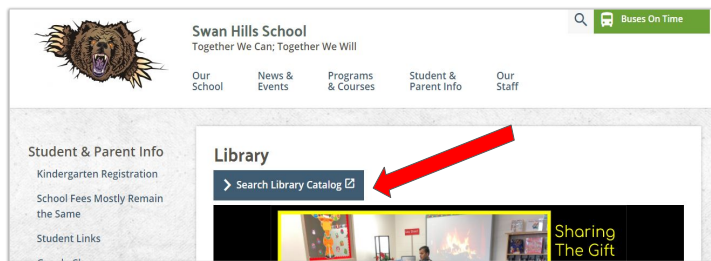 Swan Hills School
Together We Can; Together We Will
Buses On Time
Our
School
News &
Events
Programs
& Courses
Student &
Parent Info
Our
Staff
Student & Parent Info
Kindergarten Registration
School Fees Mostly Remain
the Same
Student Links
Library
Search Library Catalog
Sharing
The Gift